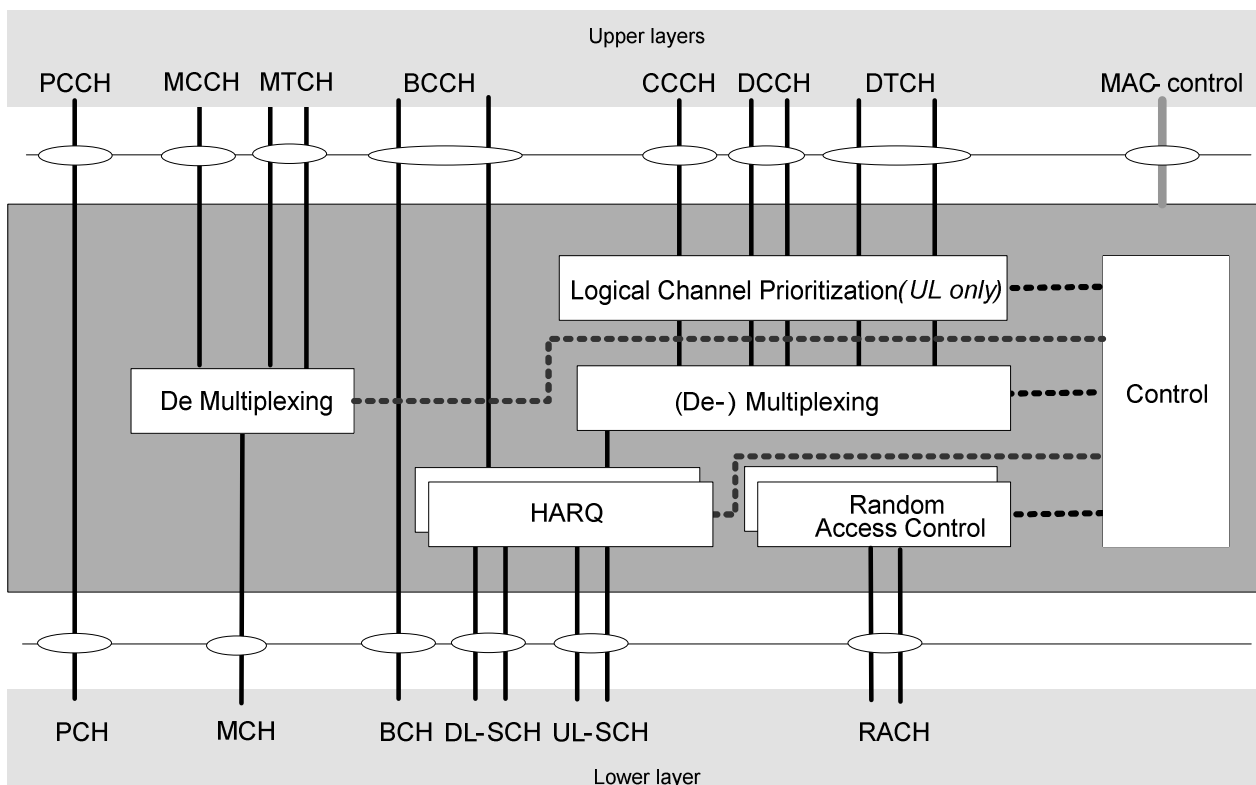 Upper layers
PCCH MCCH MTCH BCCH CCCH DCCH DTCH MAC- control
Logical Channel Prioritization(UL only)
De Multiplexing
(De-) Multiplexing
Control
HARQ
Random
Access Control
PCH MCH BCH DL-SCH UL-SCH RACH
Lower layer